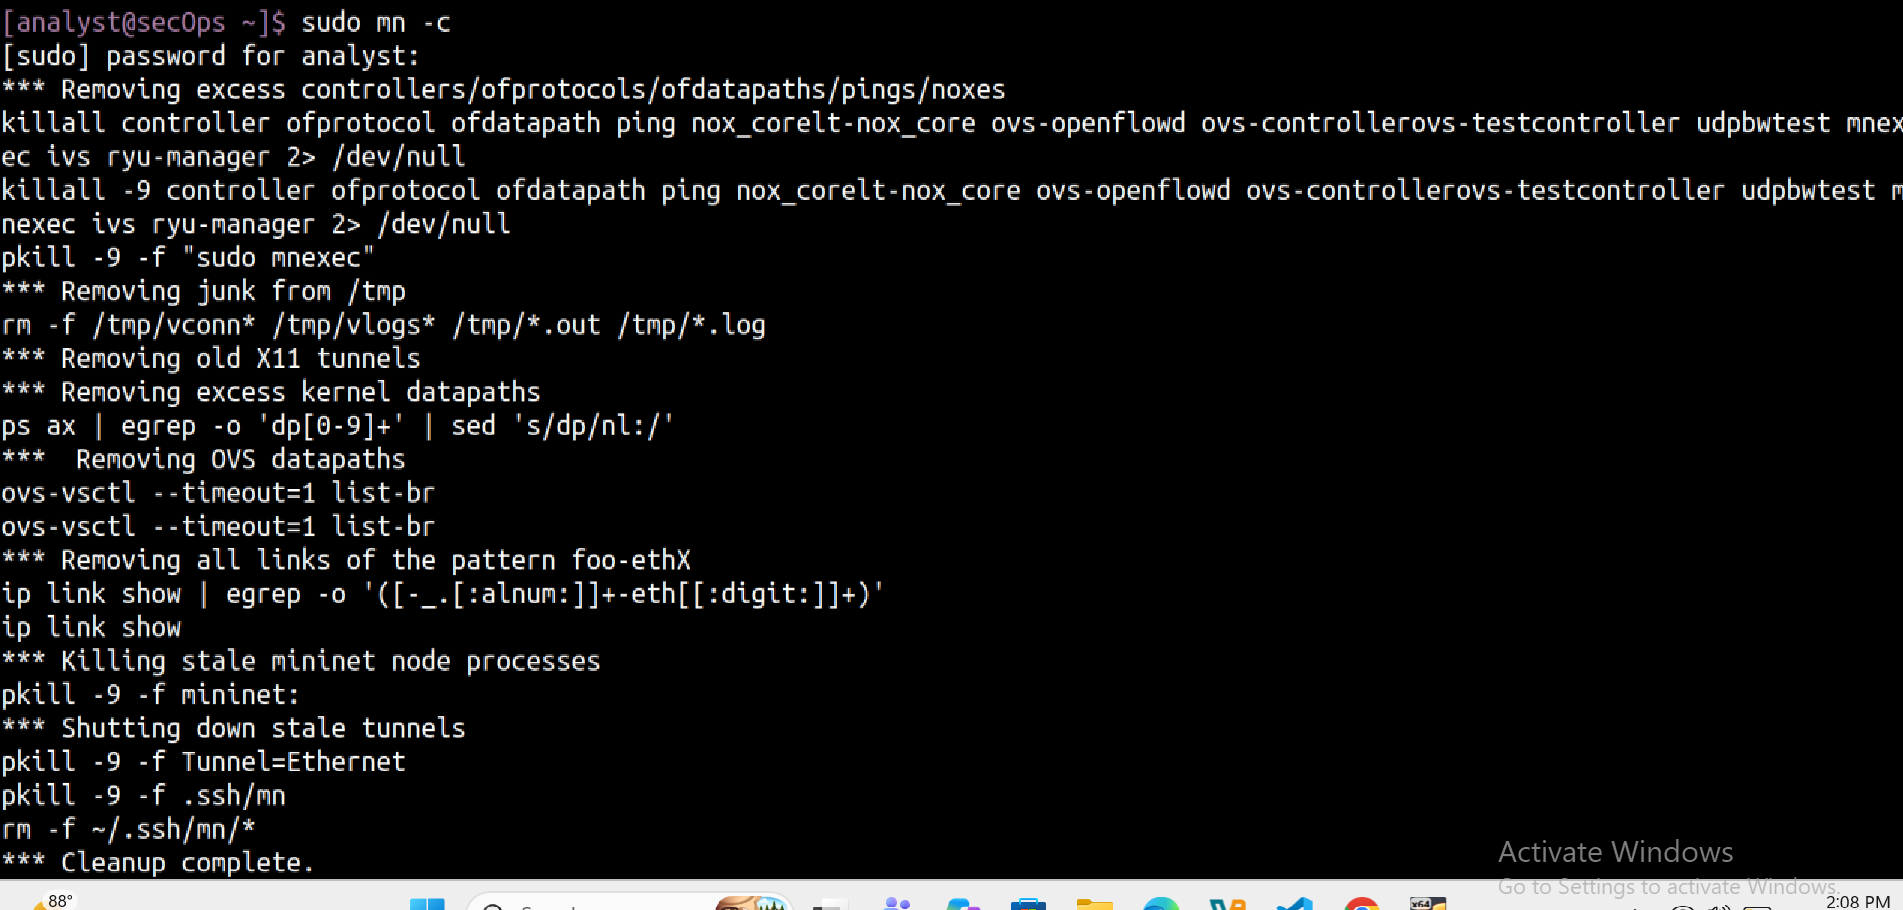 [analyst@secOps ~]$ sudo mn -c
[sudo] password for analyst:
*** Removing excess controllers/ofprotocols/ofdatapaths/pings/noxes
killall controller ofprotocol ofdatapath ping nox_corelt-nox_core ovs-openflowd ovs-controllerovs-testcontroller udpbwtest mnex
ec ivs ryu-manager 2> /dev/null
killall -9 controller ofprotocol ofdatapath ping nox_corelt-nox_core ovs-openflowd ovs-controllerovs-testcontroller udpbwtest m
nexec ivs ryu-manager 2> /dev/null
pkill -9 -f "sudo mnexec"
*** Removing junk from /tmp
rm -f /tmp/vconn* /tmp/vlogs* /tmp/*.out /tmp/*.log
*** Removing old X11 tunnels
*** Removing excess kernel datapaths
ps ax | egrep -o 'dp[0-9]+' | sed 's/dp/nl:/'
***  Removing OVS datapaths
ovs-vsctl --timeout=1 list-br
ovs-vsctl --timeout=1 list-br
*** Removing all links of the pattern foo-ethX
ip link show | egrep -o '([-_.[:alnum:]]+-eth[[:digit:]]+)'
ip link show
*** Killing stale mininet node processes
pkill -9 -f mininet:
*** Shutting down stale tunnels
pkill -9 -f Tunnel=Ethernet
pkill -9 -f .ssh/mn
rm -f ~/.ssh/mn/*
*** Cleanup complete.
Activate Windows
Go to Settings to activate Windows.
88°
x64
2:08 PM